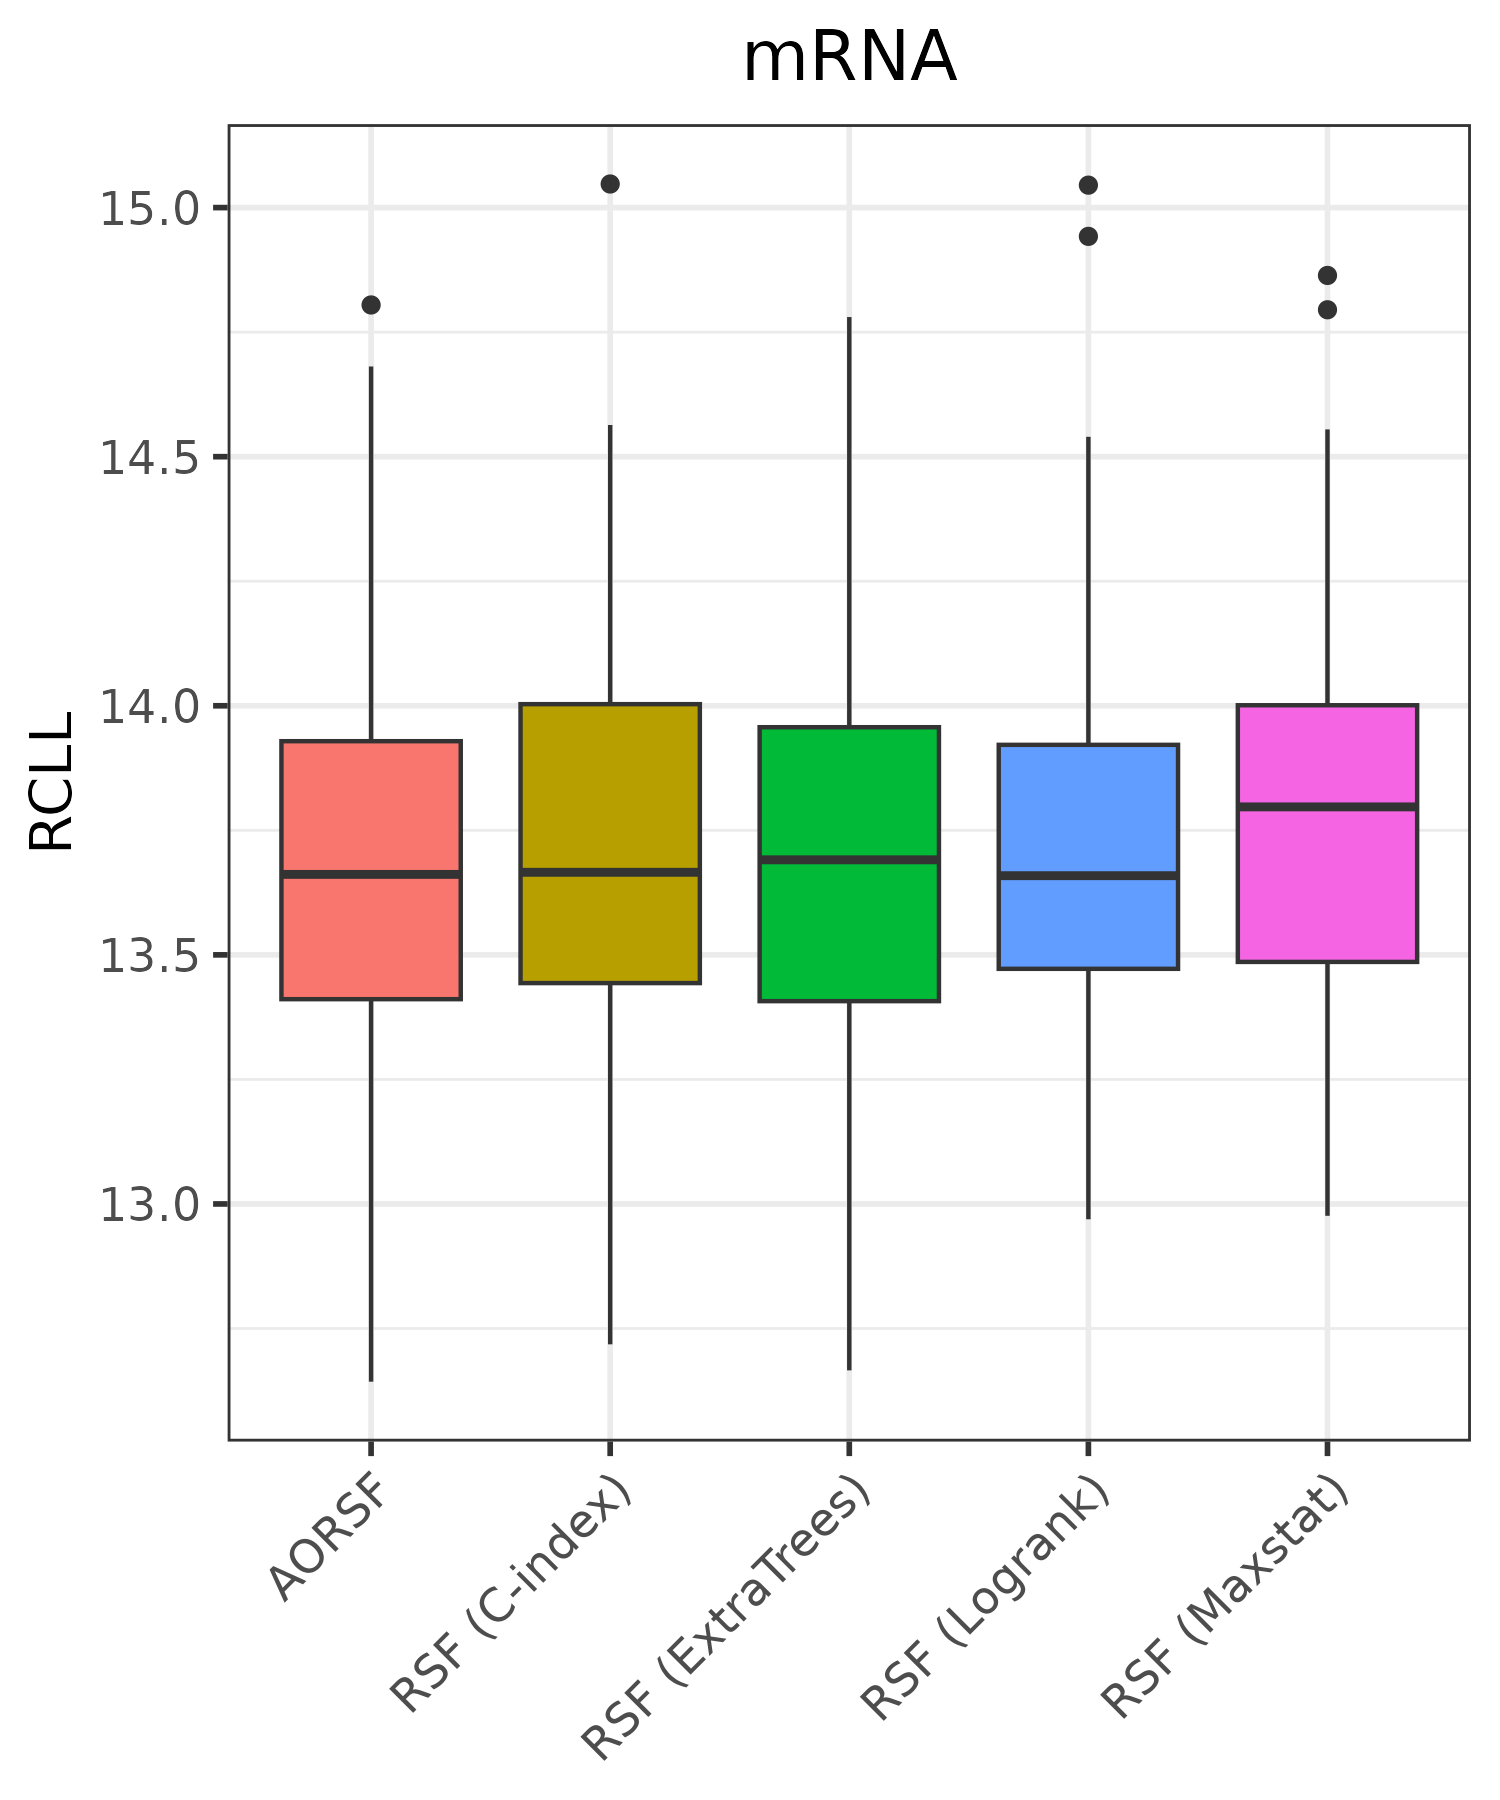 mRNA
RCLL
15.0
14.5
14.0
13.5
13.0
AORSF
RSF (C-index)
RSF (ExtraTrees)
RSF (Logrank)
RSF (Maxstat)